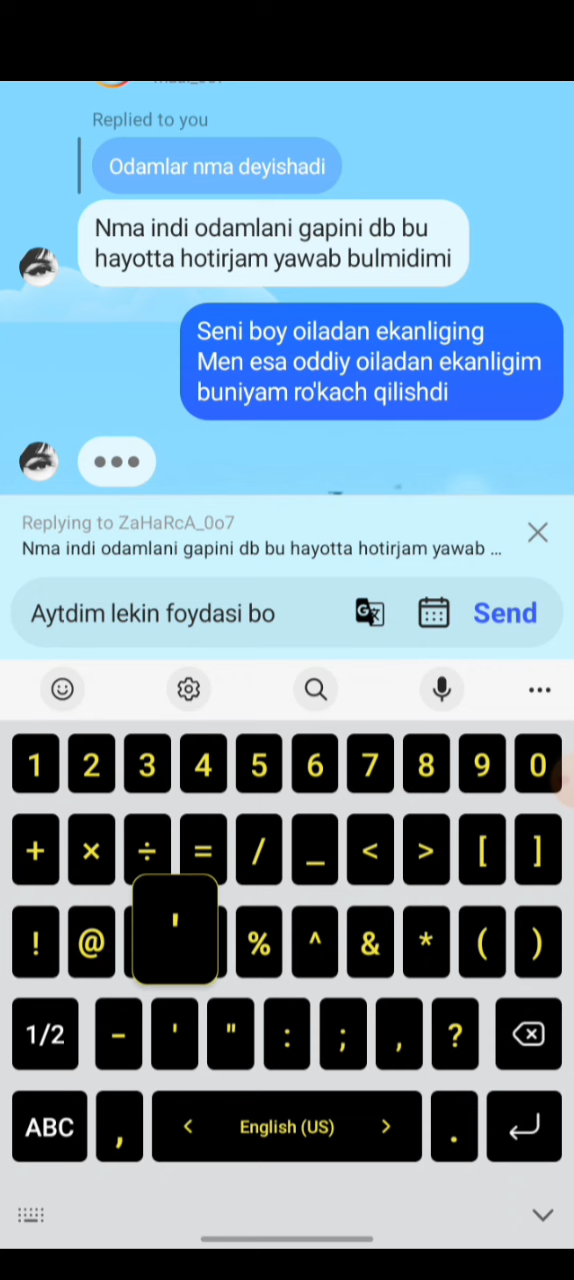 Replied to you
Odamlar nma deyishadi
Nma indi odamlani gapini db bu
hayotta hotirjam yawab bulmidimi
Seni boy oiladan ekanliging
Men esa oddiy oiladan ekanligim
buniyam ro'kach qilishdi
Replying to ZaHaRcA_0o7
Nma indi odamlani gapini db bu hayotta hotirjam yawab ...
Aytdim lekin foydasi bo
Send
1 2 3 4 5 6 7 8 9 0
+ × ÷ = / _ < > [ ]
! @ ' % ^ & * ( )
1/2 - ' " : ; , ?
ABC , < English (US) > .